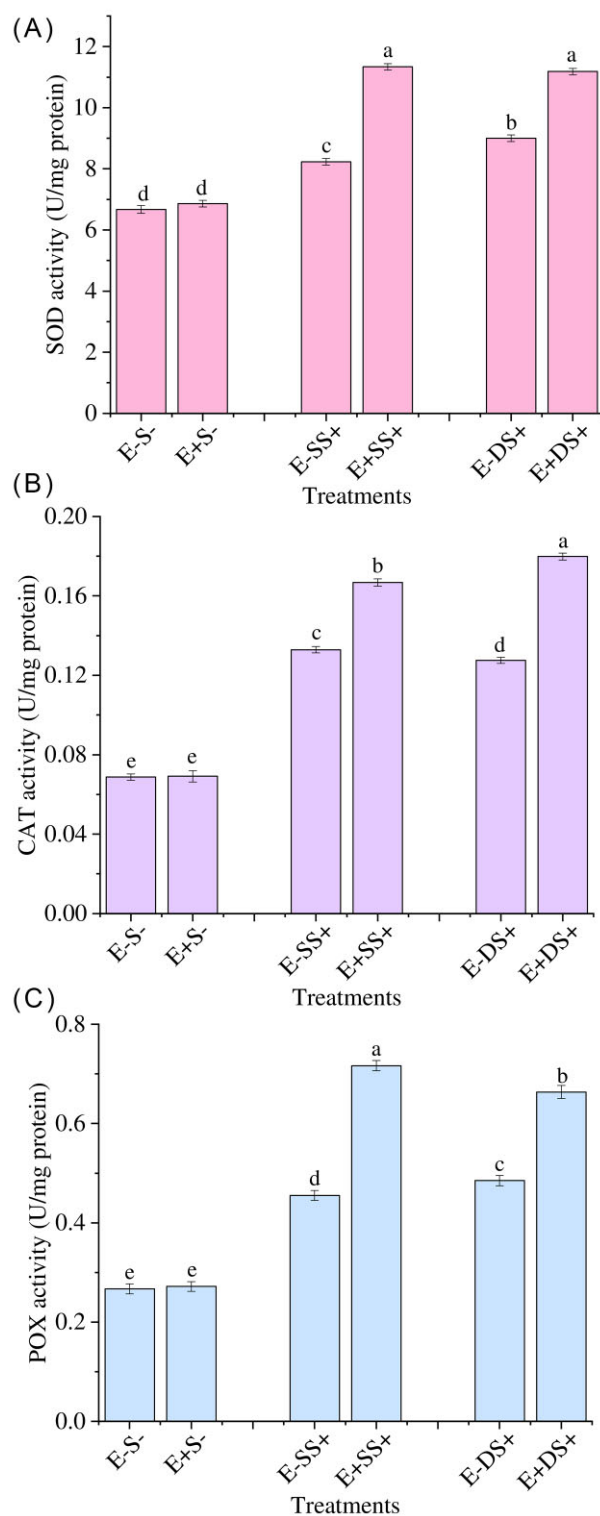 (A)
SOD activity (U/mg protein)
12
10
8
6
4
2
0
d
d
c
a
b
a
E-S-
E+S-
E-SS+
E+SS+
E-DS+
E+DS+
Treatments
(B)
CAT activity (U/mg protein)
0.20
0.16
0.12
0.08
0.04
0.00
e
e
c
b
d
a
E-S-
E+S-
E-SS+
E+SS+
E-DS+
E+DS+
Treatments
(C)
POX activity (U/mg protein)
0.8
0.6
0.4
0.2
0.0
e
e
d
a
c
b
E-S-
E+S-
E-SS+
E+SS+
E-DS+
E+DS+
Treatments